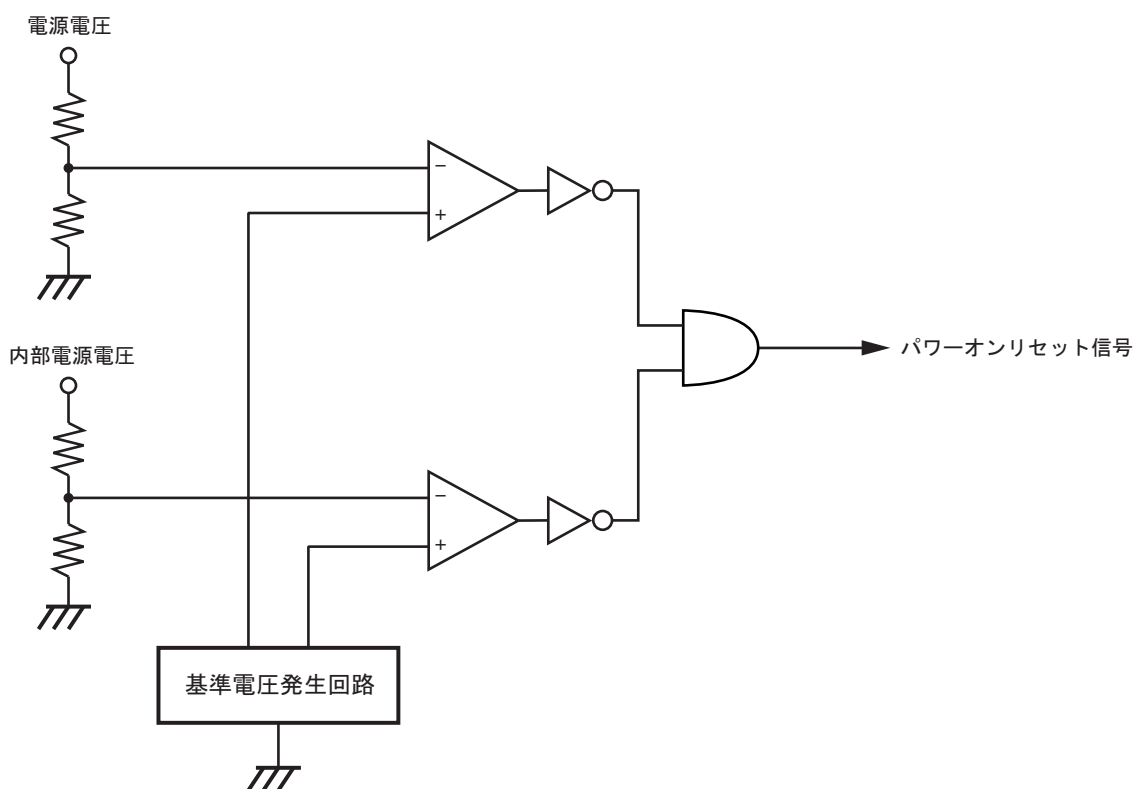 電源電圧
−
+
内部電源電圧
パワーオンリセット信号
−
+
基準電圧発生回路